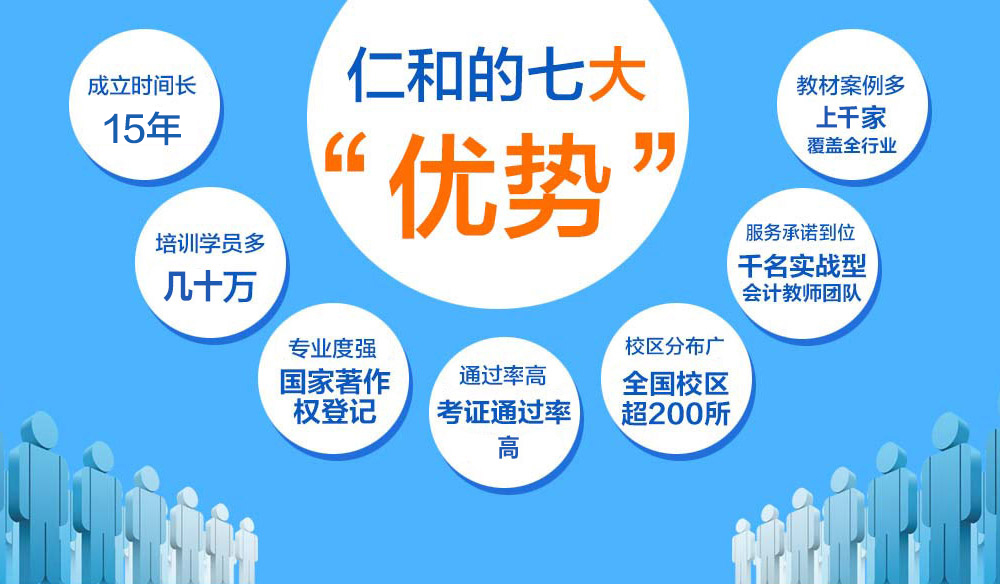 仁和的七大
“优势”
成立时间长
15年
培训学员多
几十万
专业度强
国家著作
权登记
通过率高
考证通过率
高
校区分布广
全国校区
超200所
服务承诺到位
千名实战型
会计教师团队
教材案例多
上千家
覆盖全行业